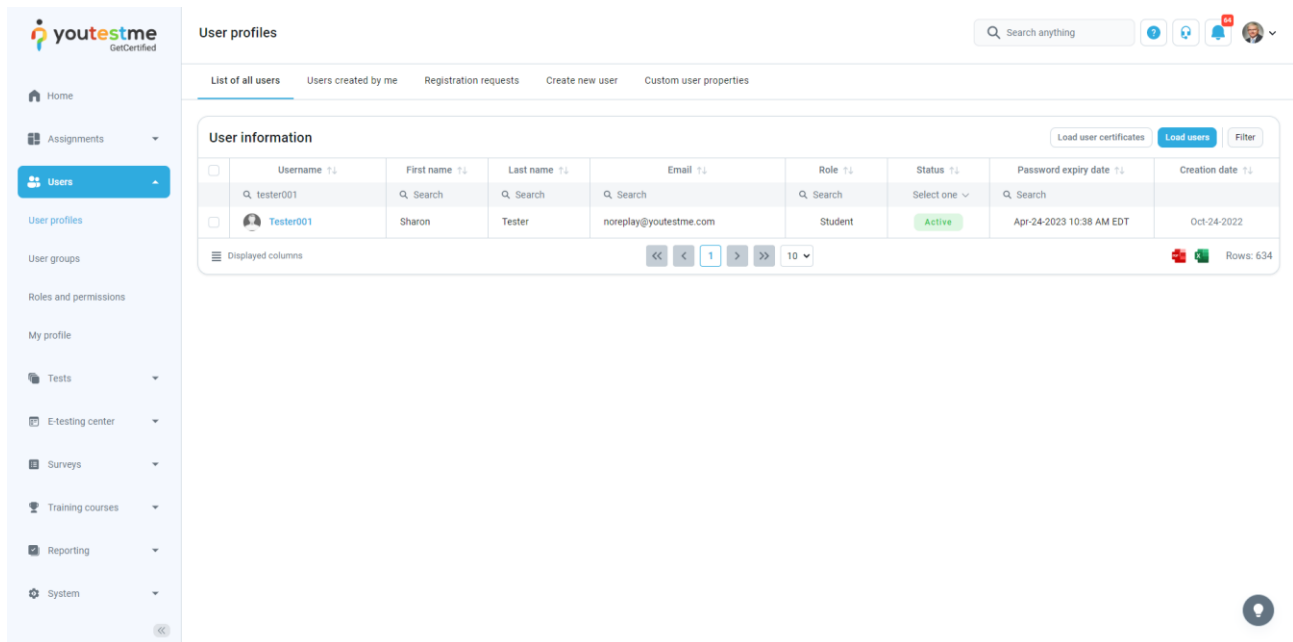 youtestme
GetCertified
User profiles
Search anything
64
List of all users Users created by me Registration requests Create new user Custom user properties
Home
Assignments
Users
User profiles
User groups
Roles and permissions
My profile
Tests
E-testing center
Surveys
Training courses
Reporting
System
User information
Load user certificates Load users Filter
Username First name Last name Email Role Status Password expiry date Creation date
tester001 Search Search Search Search Select one Search
Tester001 Sharon Tester noreplay@youtestme.com Student Active Apr-24-2023 10:38 AM EDT Oct-24-2022
Displayed columns 1 10 Rows: 634